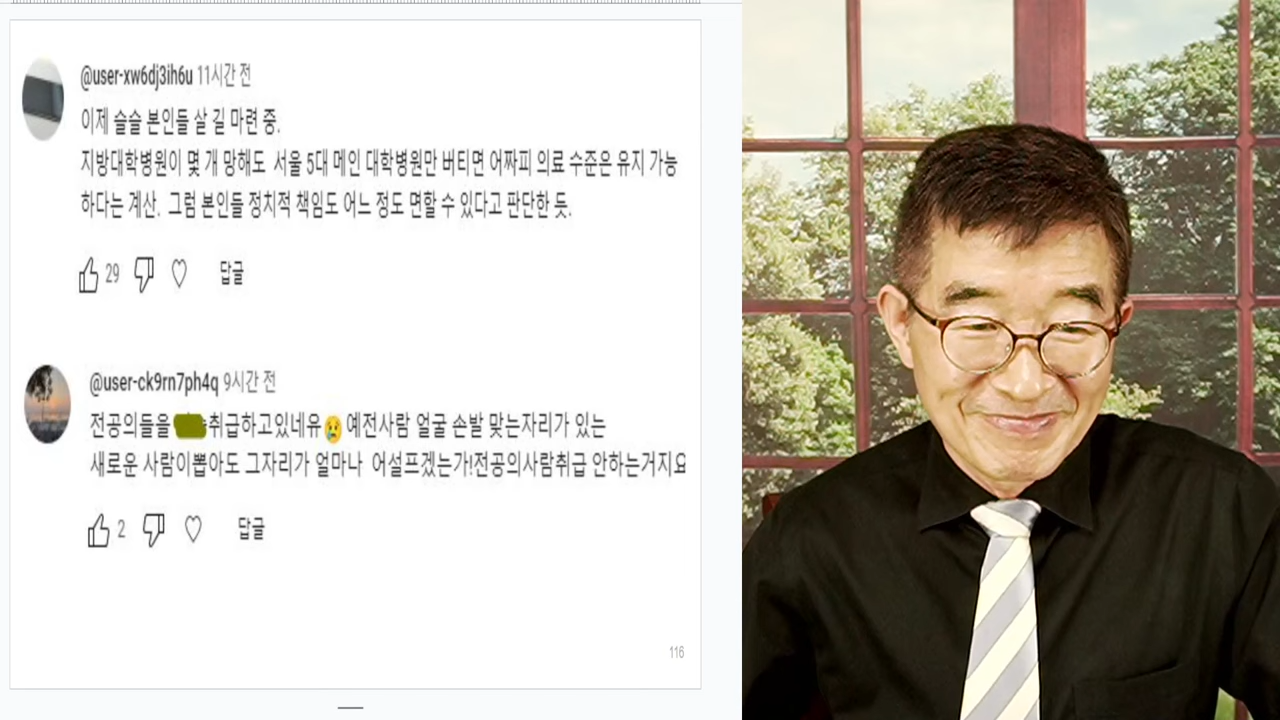 @user-xw6dj3ih6u 11시간 전
이제 슬슬 본인들 살 길 마련 중.
지방대학병원이 몇 개 망해도 서울 5대 메인 대학병원만 버티면 어짜피 의료 수준은 유지 가능
하다는 계산. 그럼 본인들 정치적 책임도 어느 정도 면할 수 있다고 판단한 듯.
29 답글
@user-ck9rn7ph4q 9시간 전
전공의들을 취급하고있네유😢 예전사람 얼굴 손발 맞는자리가 있는
새로운 사람이뽑아도 그자리가 얼마나 어설프겠는가!전공의사람취급 안하는거지요
2 답글
116